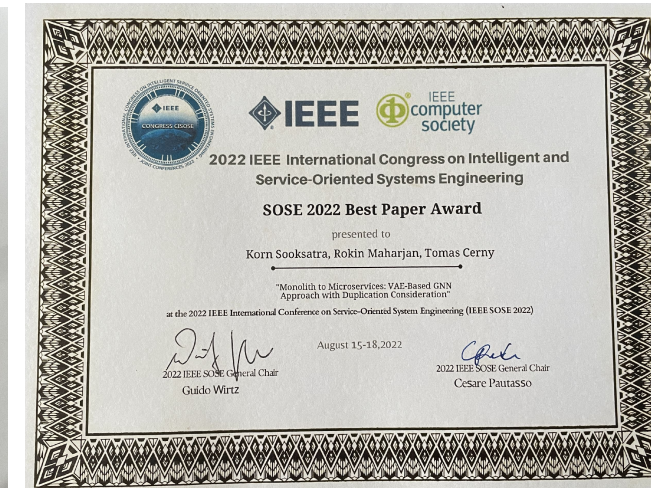 IEEE
CONGRESS CISOSE
IEEE
IEEE
computer
society
2022 IEEE International Congress on Intelligent and
Service-Oriented Systems Engineering
SOSE 2022 Best Paper Award
presented to
Korn Sooksatra, Rokin Maharjan, Tomas Cerny
"Monolith to Microservices: VAE-Based GNN
Approach with Duplication Consideration"
at the 2022 IEEE International Conference on Service-Oriented System Engineering (IEEE SOSE 2022)
August 15-18,2022
2022 IEEE SOSE General Chair
Guido Wirtz
2022 IEEE SOSE General Chair
Cesare Pautasso